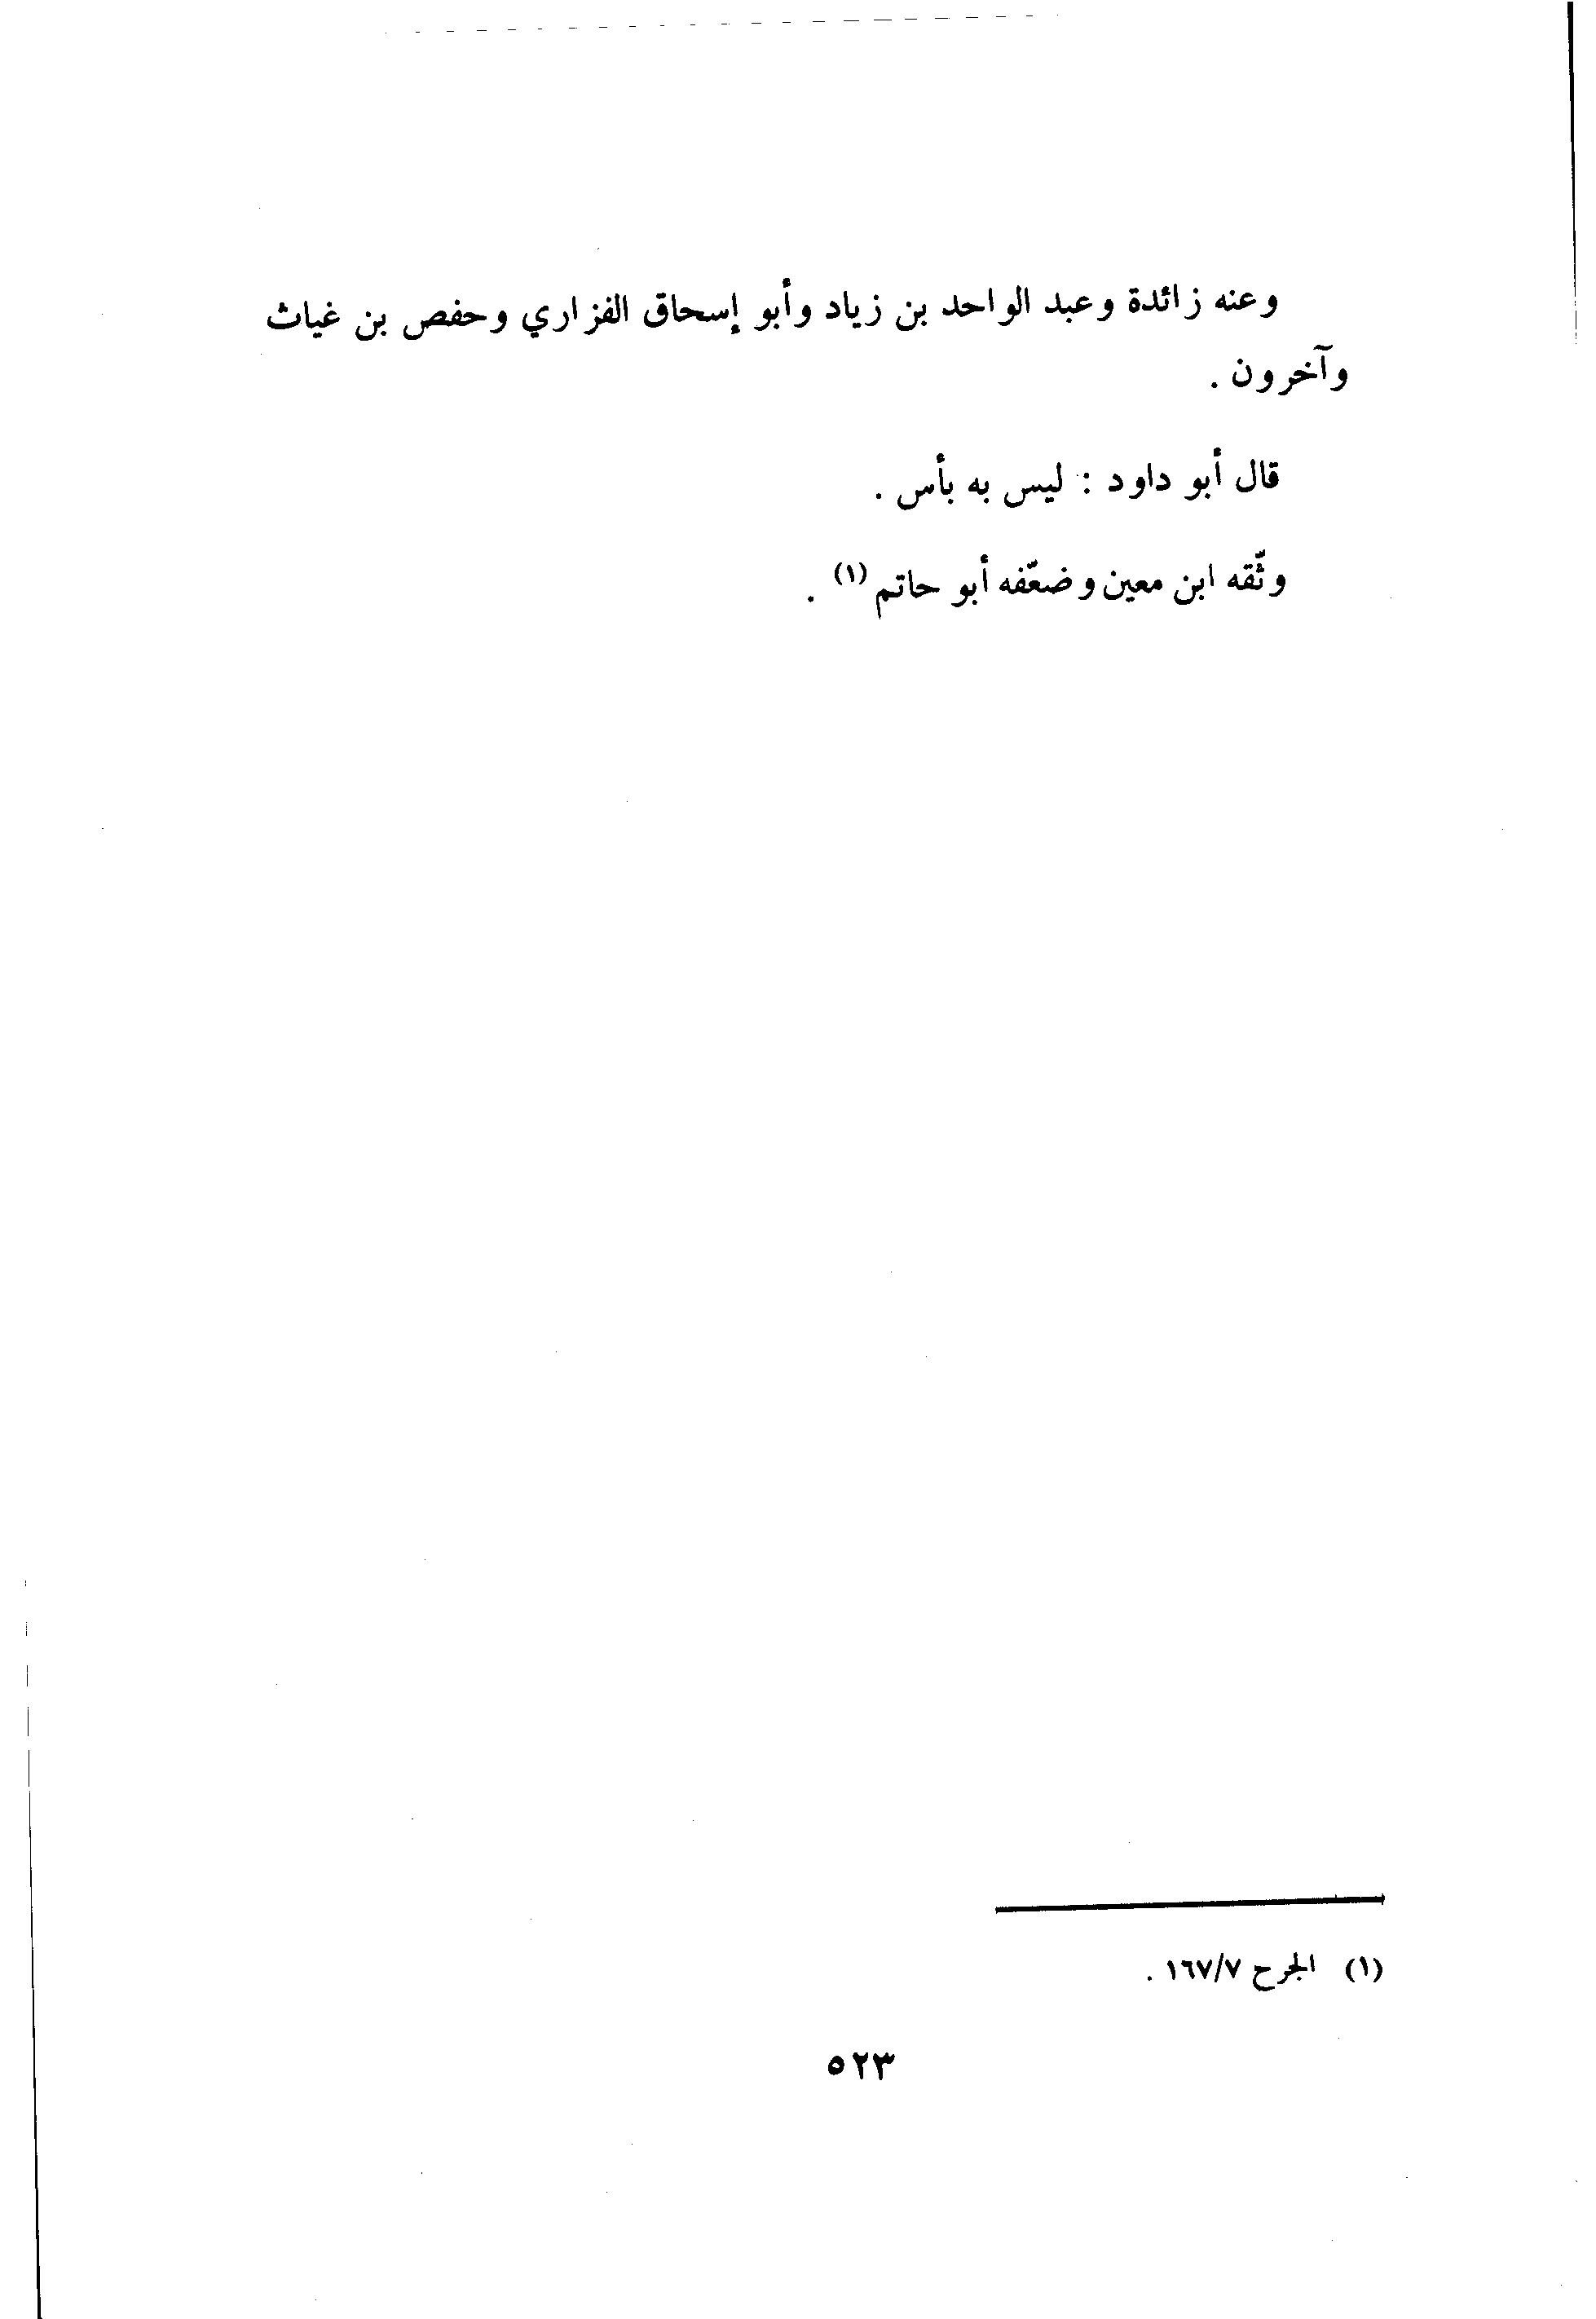 وعنه زائدة وعبد الواحد بن زياد وأبو إسحاق الفزاري وحفص بن غياث
وآخرون .
قال أبو داود : ليس به بأس .
وثّقه ابن معين وضعّفه أبو حاتم (١) .
(١) الجرح ١٦٧/٧ .
٥٢٣